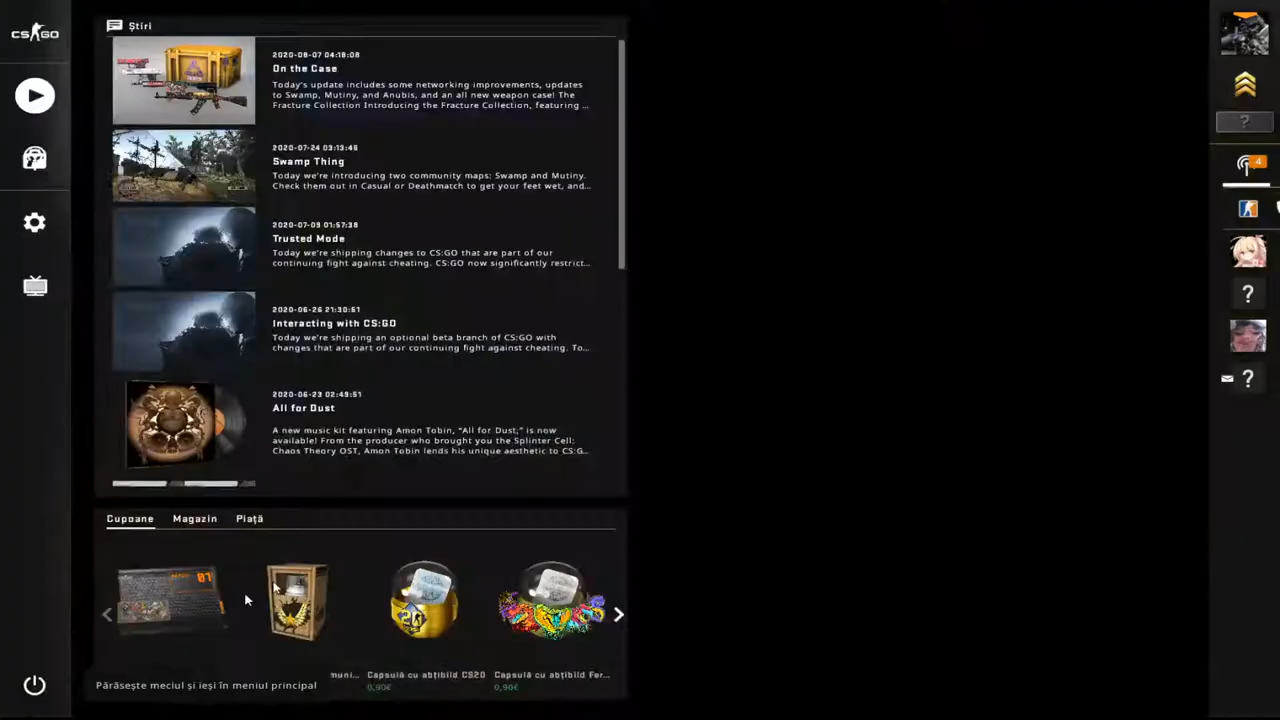 CS GO
Știri
2020-08-07 04:18:08
On the Case
Today's update includes some networking improvements, updates
to Swamp, Mutiny, and Anubis, and an all new weapon case! The
Fracture Collection Introducing the Fracture Collection, featuring ...
2020-07-24 03:13:46
Swamp Thing
Today we're introducing two community maps: Swamp and Mutiny.
Check them out in Casual or Deathmatch to get your feet wet, and...
2020-07-09 01:57:38
Trusted Mode
Today we're shipping changes to CS:GO that are part of our
continuing fight against cheating. CS:GO now significantly restrict...
2020-06-26 21:30:51
Interacting with CS:GO
Today we're shipping an optional beta branch of CS:GO with
changes that are part of our continuing fight against cheating. To...
2020-06-23 02:49:51
All for Dust
A new music kit featuring Amon Tobin, "All for Dust," is now
available! From the producer who brought you the Splinter Cell:
Chaos Theory OST, Amon Tobin lends his unique aesthetic to CS:G...
Cupoane Magazin Piață
01
muni... Capsulă cu abțibild CS20 Capsulă cu abțibild Fer...
0,90€ 0,90€
Părăsește meciul și ieși în meniul principal
?
4
?
?